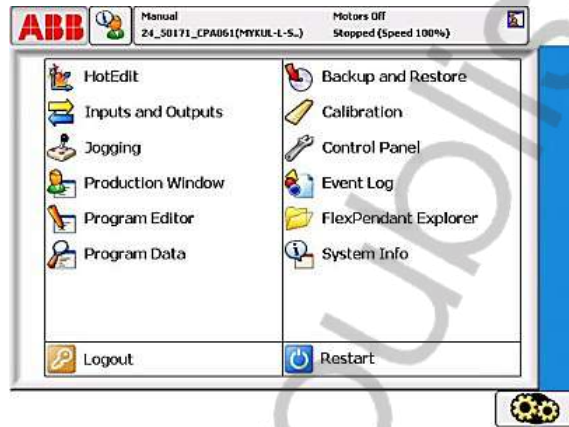 ABB
Manual
Motors Off
24_50171_CPA061(MYKUL-L-S..)
Stopped (Speed 100%)
HotEdit
Backup and Restore
Inputs and Outputs
Calibration
Jogging
Control Panel
Production Window
Event Log
Program Editor
FlexPendant Explorer
Program Data
System Info
Logout
Restart